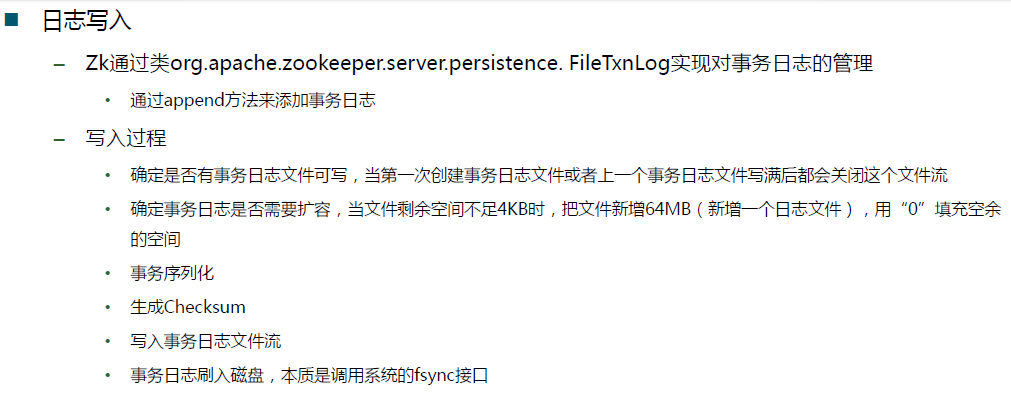 日志写入
Zk通过类org.apache.zookeeper.server.persistence. FileTxnLog实现对事务日志的管理
通过append方法来添加事务日志
写入过程
确定是否有事务日志文件可写，当第一次创建事务日志文件或者上一个事务日志文件写满后都会关闭这个文件流
确定事务日志是否需要扩容，当文件剩余空间不足4KB时，把文件新增64MB（新增一个日志文件），用“0”填充空余
的空间
事务序列化
生成Checksum
写入事务日志文件流
事务日志刷入磁盘，本质是调用系统的fsync接口